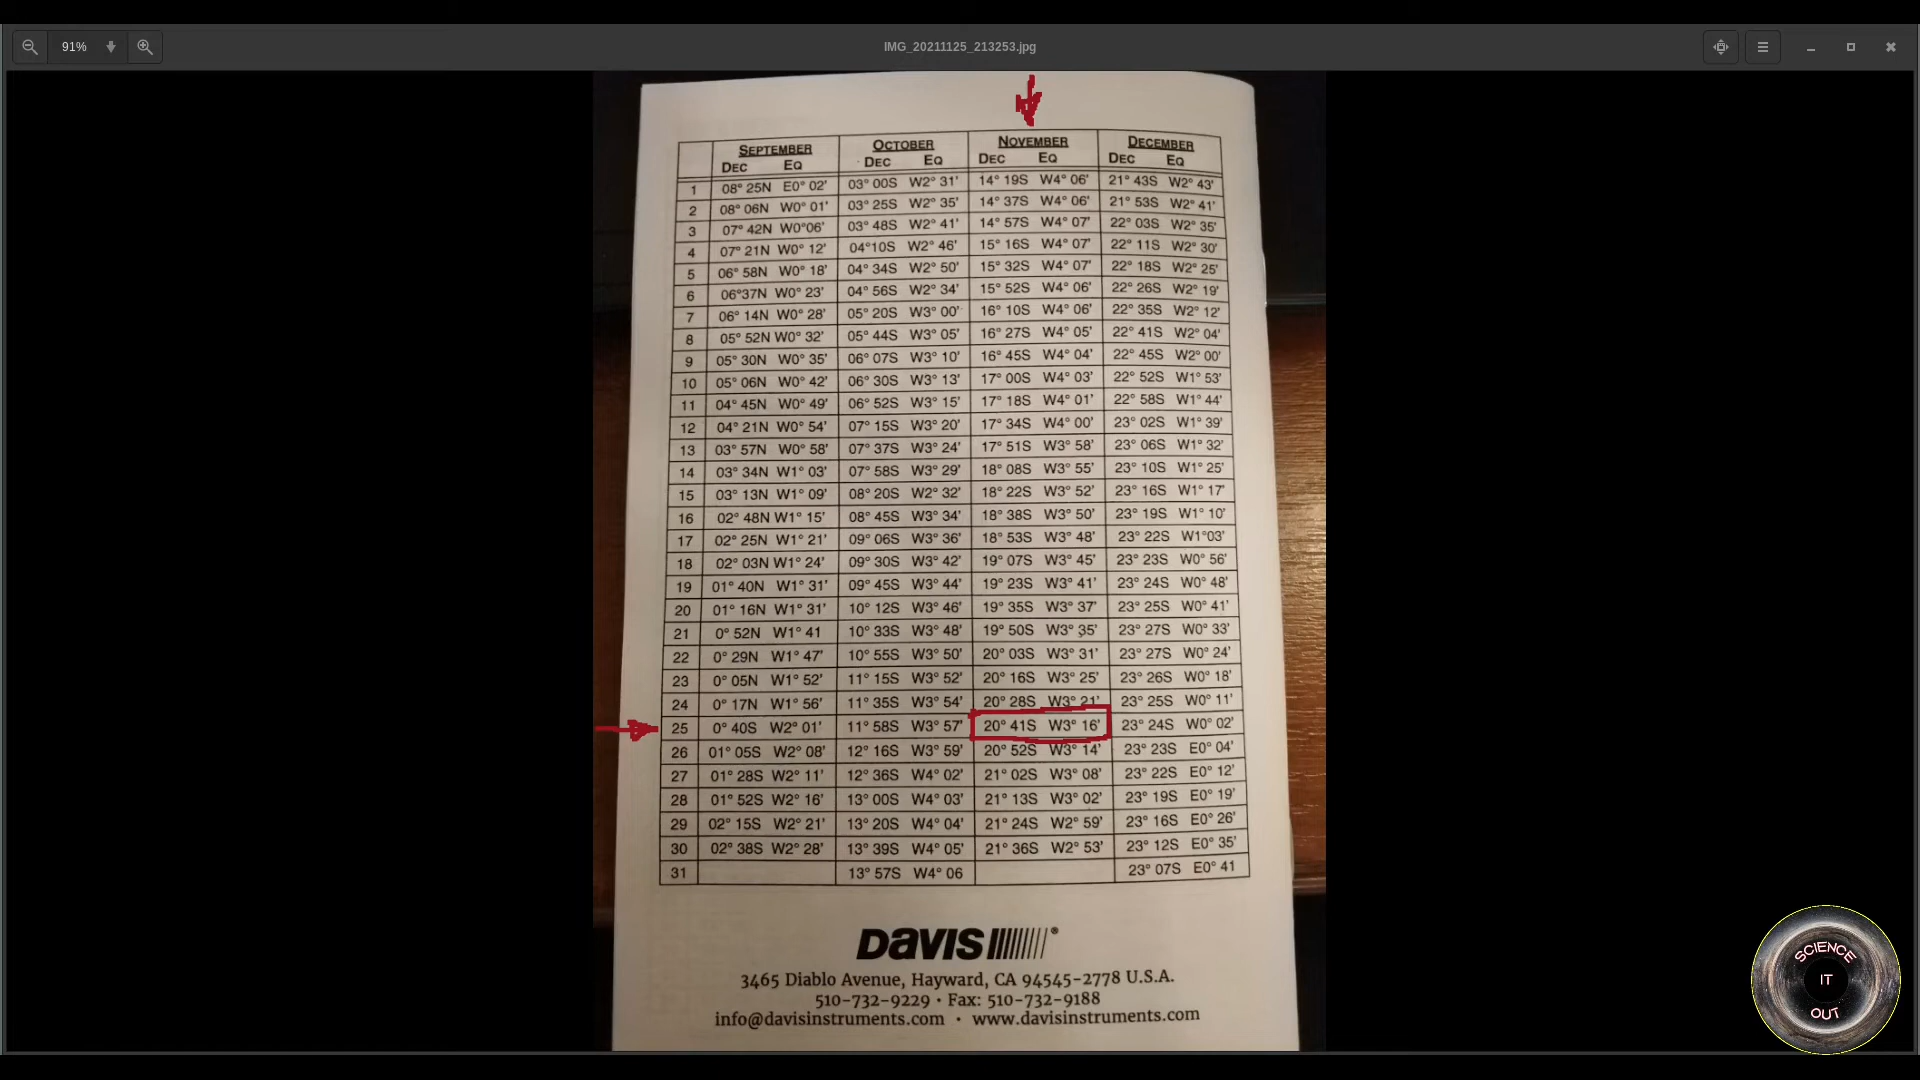 91%
IMG_20211125_213253.jpg
SEPTEMBER OCTOBER NOVEMBER DECEMBER
DEC EQ DEC EQ DEC EQ DEC EQ
1 08° 25N E0° 02' 03° 00S W2° 31' 14° 19S W4° 06' 21° 43S W2° 43'
2 08° 06N W0° 01' 03° 25S W2° 35' 14° 37S W4° 06' 21° 53S W2° 41'
3 07° 42N W0°06' 03° 48S W2° 41' 14° 57S W4° 07' 22° 03S W2° 35'
4 07° 21N W0° 12' 04°10S W2° 46' 15° 16S W4° 07' 22° 11S W2° 30'
5 06° 58N W0° 18' 04° 34S W2° 50' 15° 32S W4° 07' 22° 18S W2° 25'
6 06°37N W0° 23' 04° 56S W2° 34' 15° 52S W4° 06' 22° 26S W2° 19'
7 06° 14N W0° 28' 05° 20S W3° 00' 16° 10S W4° 06' 22° 35S W2° 12'
8 05° 52N W0° 32' 05° 44S W3° 05' 16° 27S W4° 05' 22° 41S W2° 04'
9 05° 30N W0° 35' 06° 07S W3° 10' 16° 45S W4° 04' 22° 45S W2° 00'
10 05° 06N W0° 42' 06° 30S W3° 13' 17° 00S W4° 03' 22° 52S W1° 53'
11 04° 45N W0° 49' 06° 52S W3° 15' 17° 18S W4° 01' 22° 58S W1° 44'
12 04° 21N W0° 54' 07° 15S W3° 20' 17° 34S W4° 00' 23° 02S W1° 39'
13 03° 57N W0° 58' 07° 37S W3° 24' 17° 51S W3° 58' 23° 06S W1° 32'
14 03° 34N W1° 03' 07° 58S W3° 29' 18° 08S W3° 55' 23° 10S W1° 25'
15 03° 13N W1° 09' 08° 20S W2° 32' 18° 22S W3° 52' 23° 16S W1° 17'
16 02° 48N W1° 15' 08° 45S W3° 34' 18° 38S W3° 50' 23° 19S W1° 10'
17 02° 25N W1° 21' 09° 06S W3° 36' 18° 53S W3° 48' 23° 22S W1°03'
18 02° 03N W1° 24' 09° 30S W3° 42' 19° 07S W3° 45' 23° 23S W0° 56'
19 01° 40N W1° 31' 09° 45S W3° 44' 19° 23S W3° 41' 23° 24S W0° 48'
20 01° 16N W1° 31' 10° 12S W3° 46' 19° 35S W3° 37' 23° 25S W0° 41'
21 0° 52N W1° 41 10° 33S W3° 48' 19° 50S W3° 35' 23° 27S W0° 33'
22 0° 29N W1° 47' 10° 55S W3° 50' 20° 03S W3° 31' 23° 27S W0° 24'
23 0° 05N W1° 52' 11° 15S W3° 52' 20° 16S W3° 25' 23° 26S W0° 18'
24 0° 17N W1° 56' 11° 35S W3° 54' 20° 28S W3° 21' 23° 25S W0° 11'
25 0° 40S W2° 01' 11° 58S W3° 57' 20° 41S W3° 16' 23° 24S W0° 02'
26 01° 05S W2° 08' 12° 16S W3° 59' 20° 52S W3° 14' 23° 23S E0° 04'
27 01° 28S W2° 11' 12° 36S W4° 02' 21° 02S W3° 08' 23° 22S E0° 12'
28 01° 52S W2° 16' 13° 00S W4° 03' 21° 13S W3° 02' 23° 19S E0° 19'
29 02° 15S W2° 21' 13° 20S W4° 04' 21° 24S W2° 59' 23° 16S E0° 26'
30 02° 38S W2° 28' 13° 39S W4° 05' 21° 36S W2° 53' 23° 12S E0° 35'
31 13° 57S W4° 06 23° 07S E0° 41
DAVIS®
3465 Diablo Avenue, Hayward, CA 94545-2778 U.S.A.
510-732-9229 • Fax: 510-732-9188
info@davisinstruments.com • www.davisinstruments.com
SCIENCE
IT
OUT